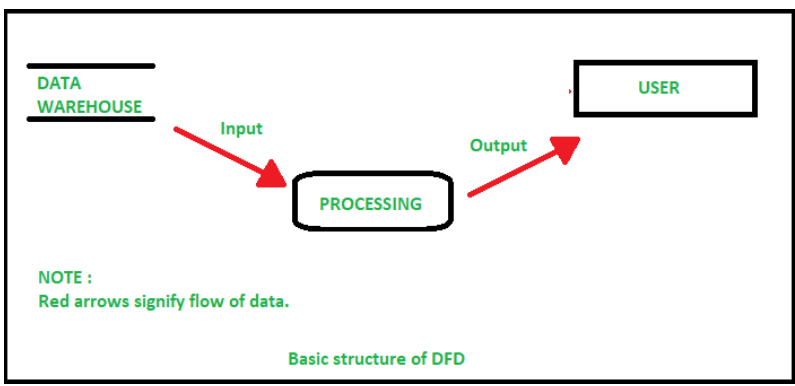 DATA
WAREHOUSE
USER
Input
Output
PROCESSING
NOTE :
Red arrows signify flow of data.
Basic structure of DFD